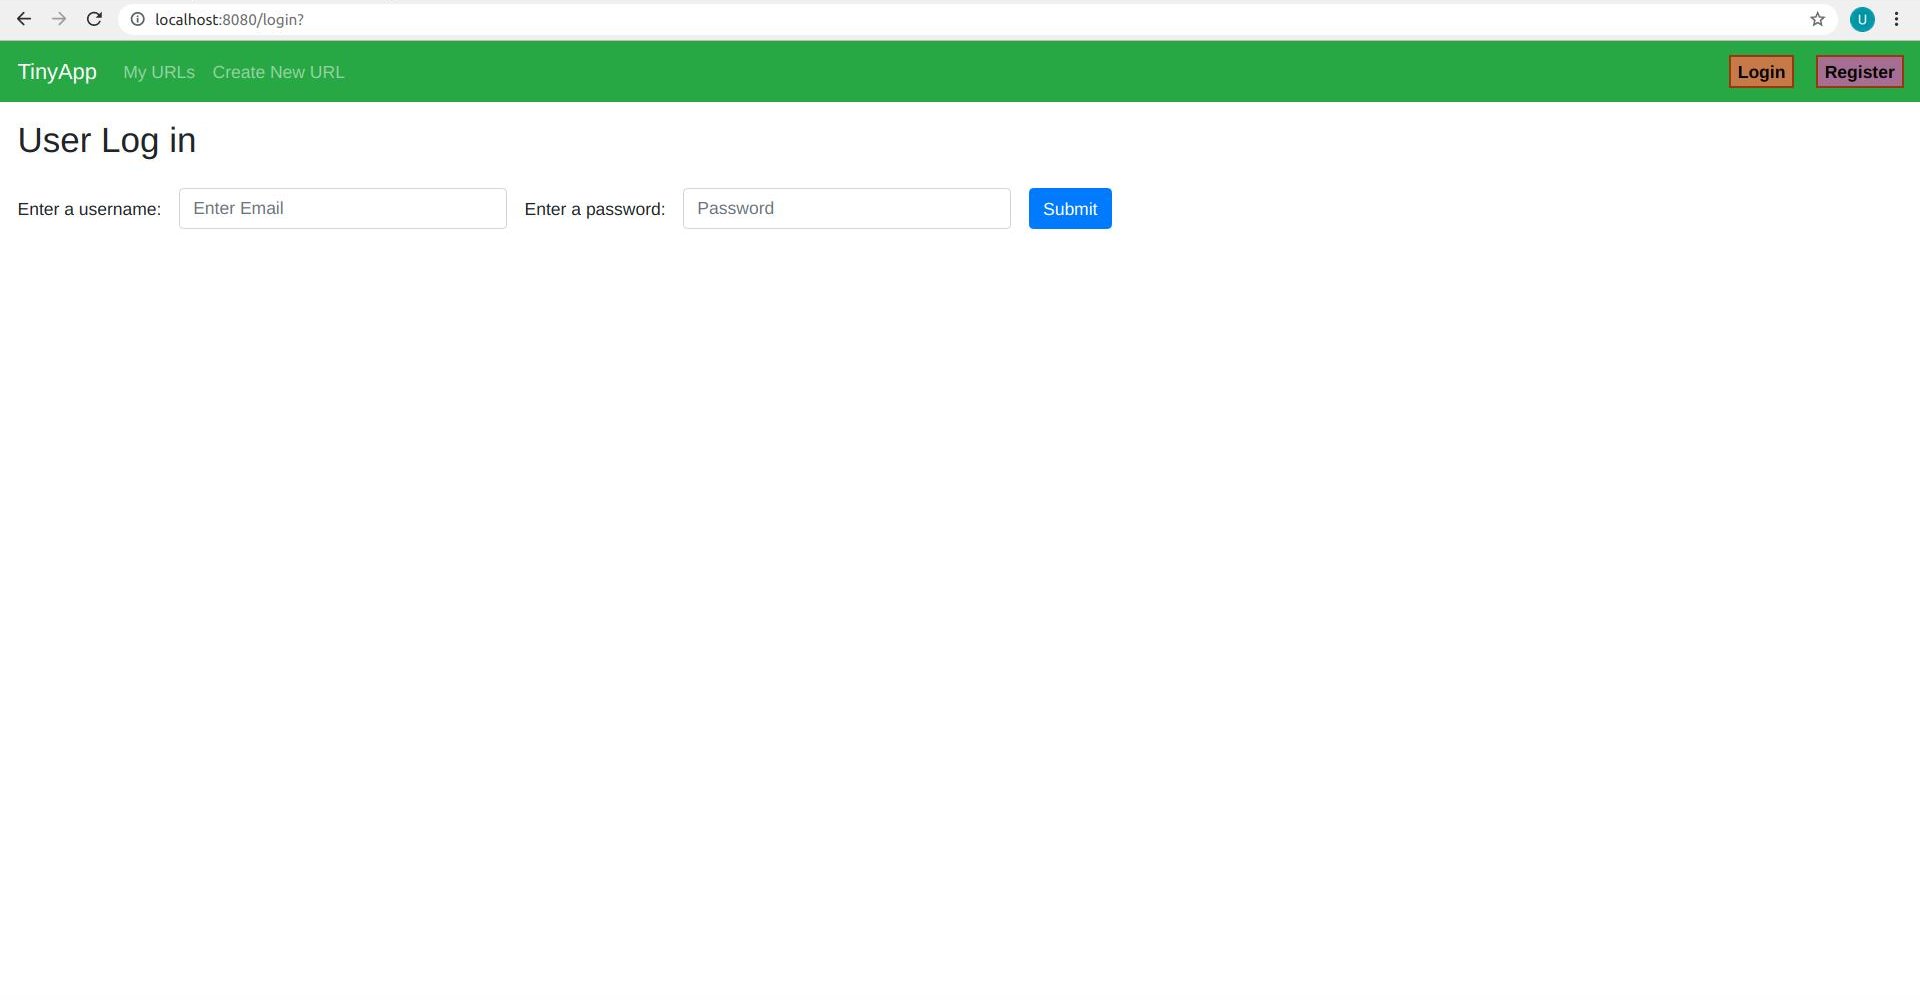 localhost:8080/login?
U
TinyApp My URLs Create New URL Login Register
User Log in
Enter a username: Enter Email Enter a password: Password Submit